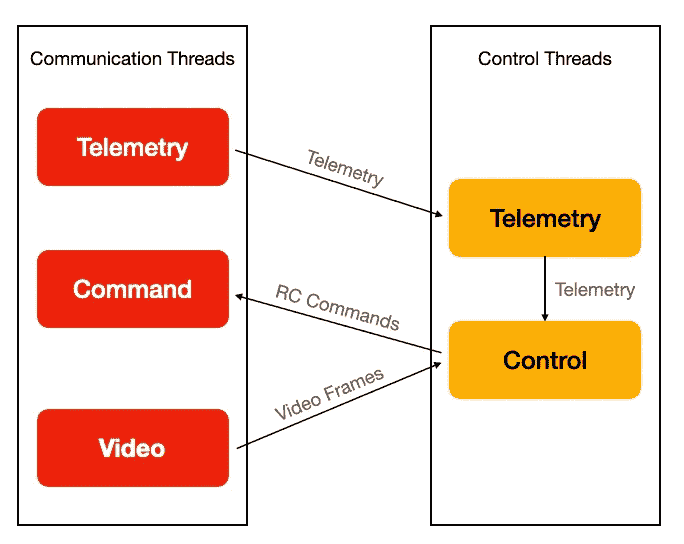 Communication Threads
Control Threads
Telemetry
Telemetry
Telemetry
Command
RC Commands
Telemetry
Control
Video Frames
Video